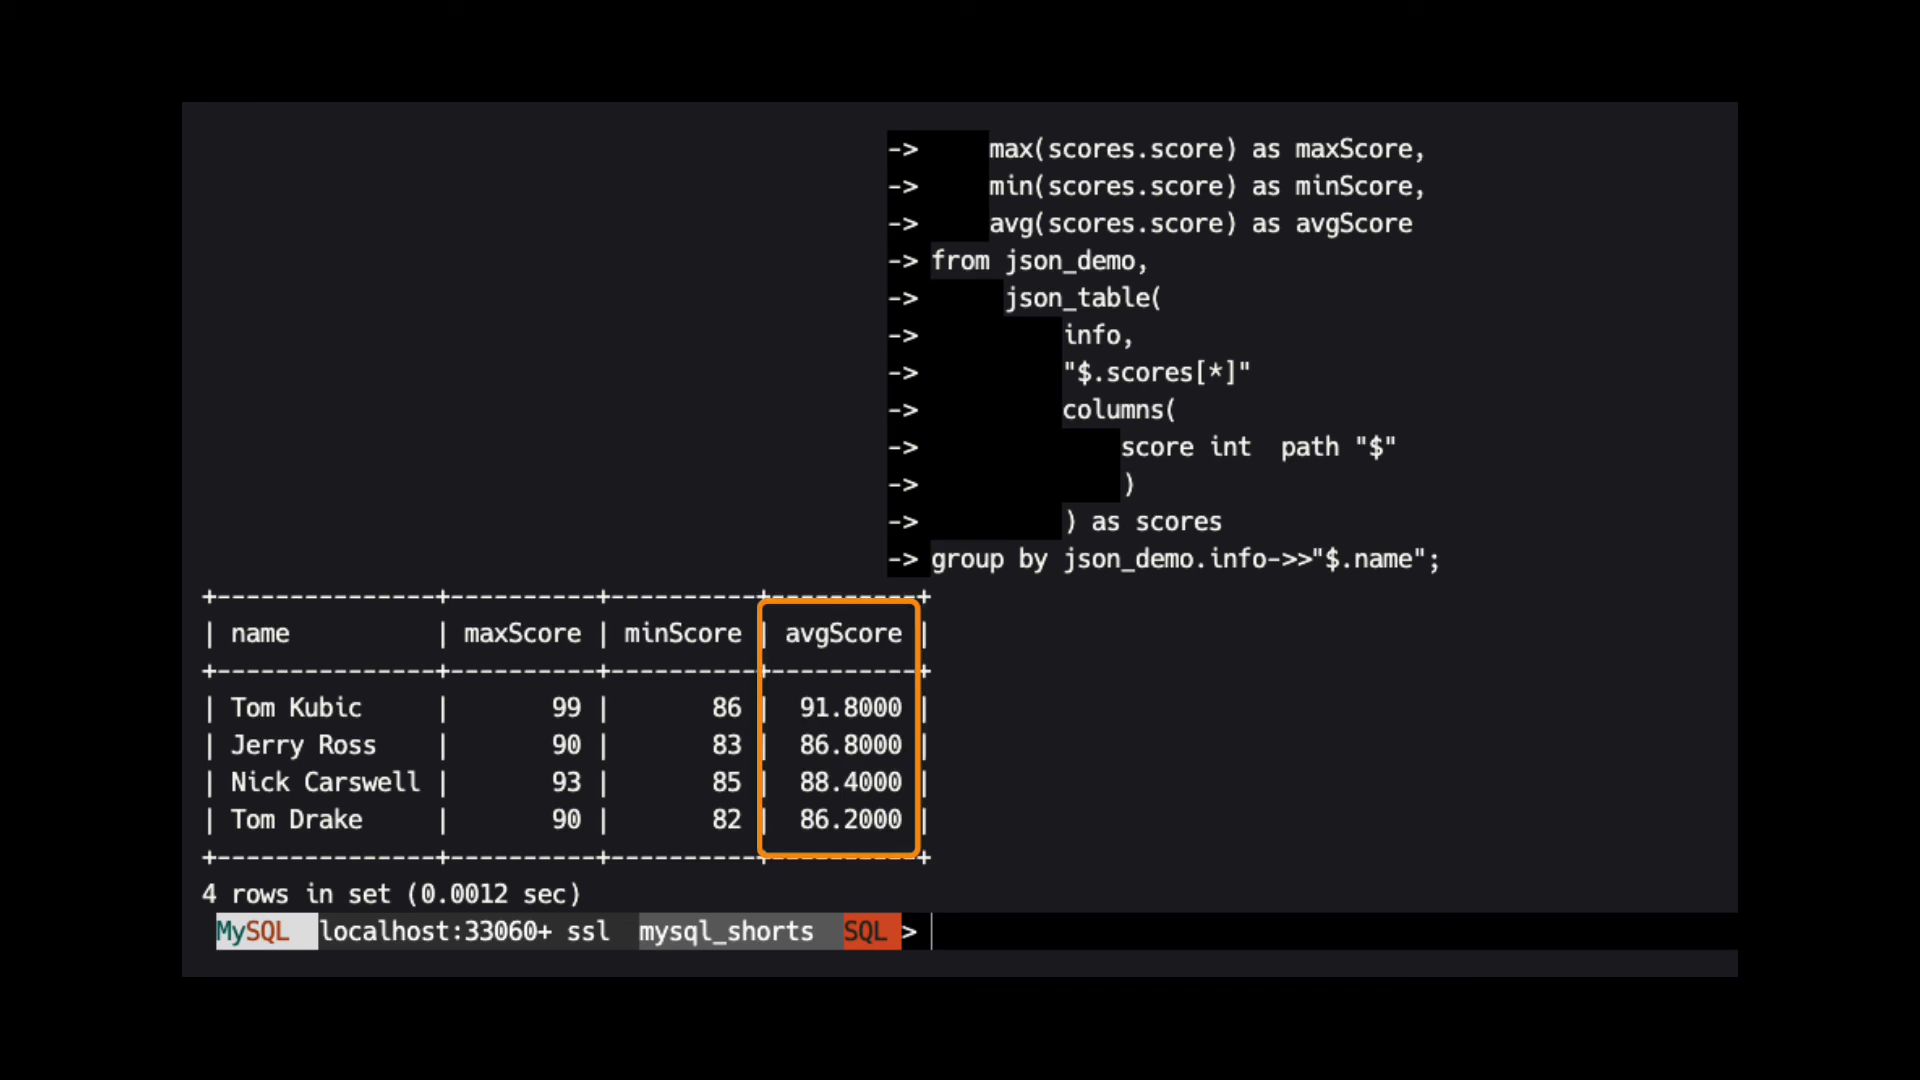 ->     max(scores.score) as maxScore,
->     min(scores.score) as minScore,
->     avg(scores.score) as avgScore
-> from json_demo,
->      json_table(
->          info,
->          "$.scores[*]"
->          columns(
->              score int  path "$"
->              )
->          ) as scores
-> group by json_demo.info->>"$.name";
+---------------+----------+----------+----------+
| name          | maxScore | minScore | avgScore |
+---------------+----------+----------+----------+
| Tom Kubic     |       99 |       86 |  91.8000 |
| Jerry Ross    |       90 |       83 |  86.8000 |
| Nick Carswell |       93 |       85 |  88.4000 |
| Tom Drake     |       90 |       82 |  86.2000 |
+---------------+----------+----------+----------+
4 rows in set (0.0012 sec)
MySQL localhost:33060+ ssl mysql_shorts SQL >